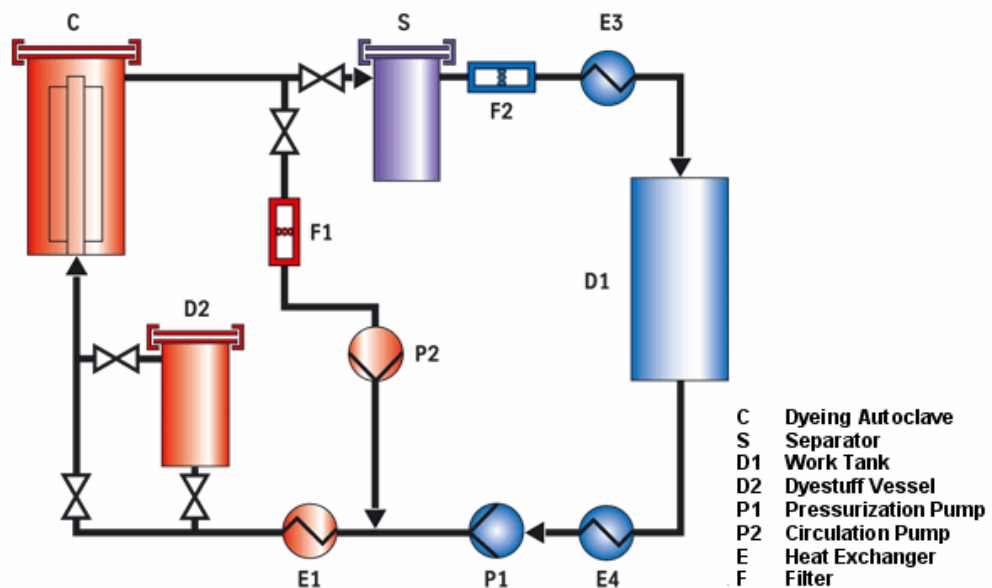 C
S
E3
F2
F1
D1
D2
P2
E1
P1
E4
C Dyeing Autoclave
S Separator
D1 Work Tank
D2 Dyestuff Vessel
P1 Pressurization Pump
P2 Circulation Pump
E Heat Exchanger
F Filter